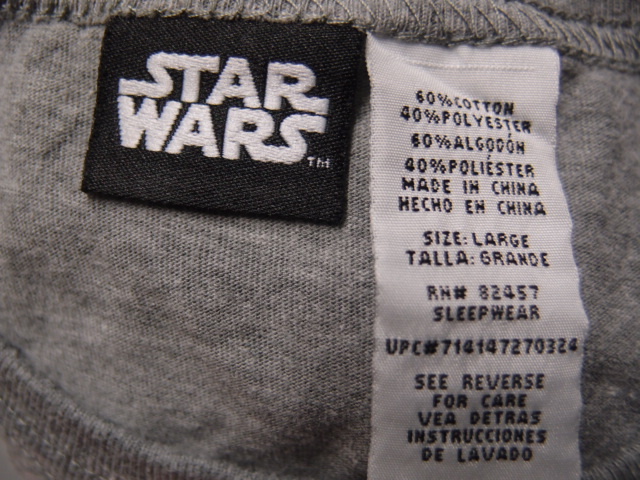 STAR
WARS
TM
60%COTTON
40%POLYESTER
60%ALGODÓN
40%POLIÉSTER
MADE IN CHINA
HECHO EN CHINA
SIZE: LARGE
TALLA: GRANDE
RN# 82457
SLEEPWEAR
UPC#714147270324
SEE REVERSE
FOR CARE
VEA DETRAS
INSTRUCCIONES
DE LAVADO